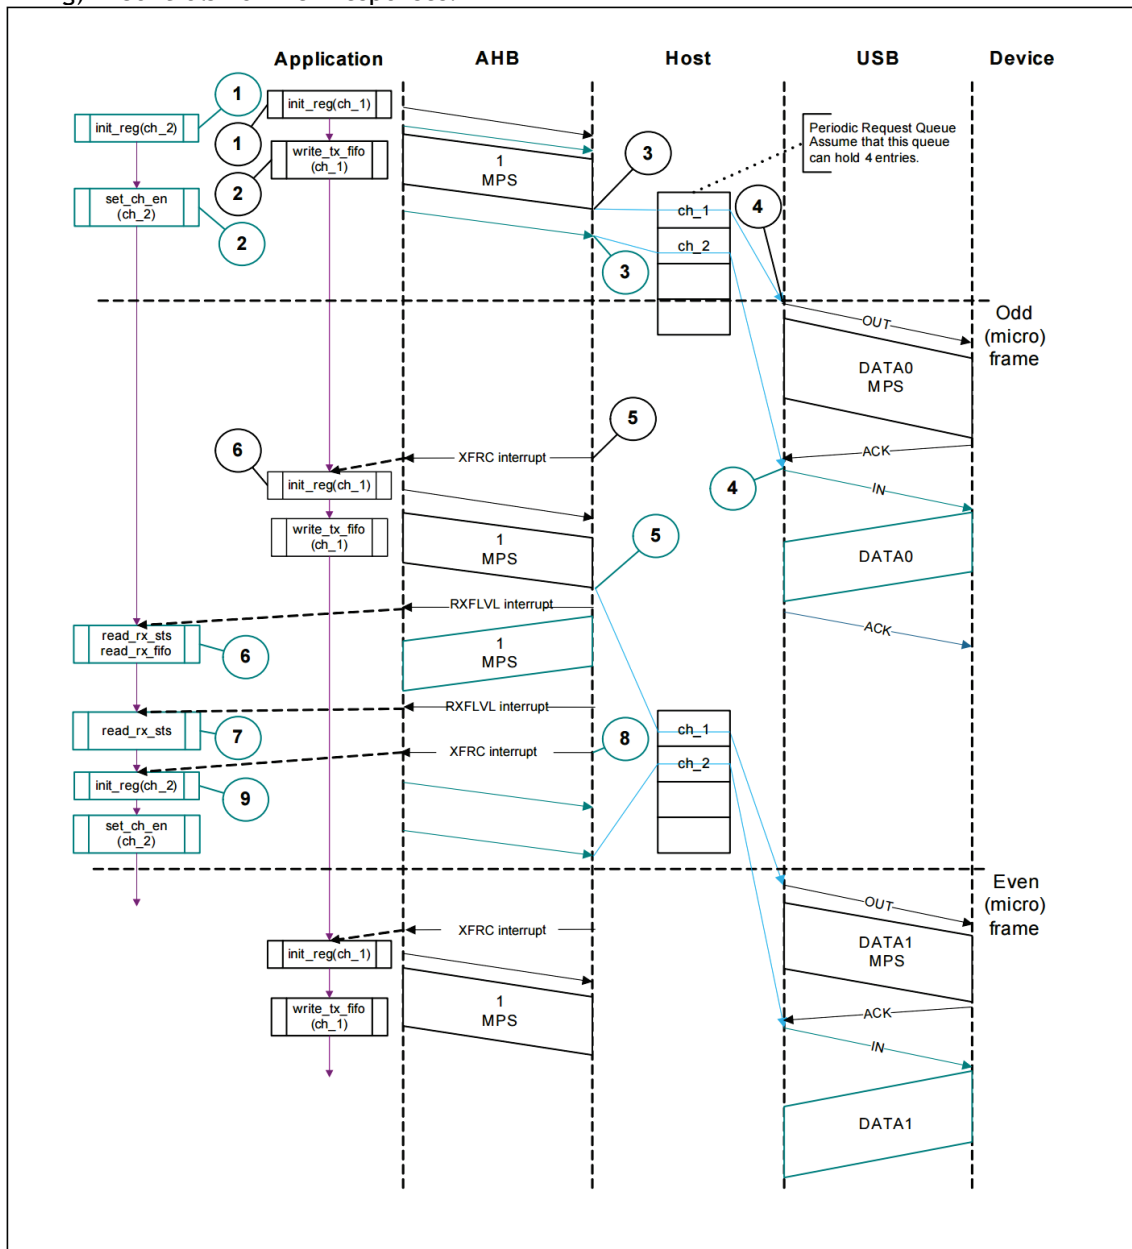 Application
AHB
Host
USB
Device
1
init_reg(ch_1)
init_reg(ch_2)
1
Periodic Request Queue
Assume that this queue
can hold 4 entries.
write_tx_fifo
(ch_1)
1
MPS
3
2
set_ch_en
(ch_2)
4
ch_1
2
ch_2
3
Odd
(micro)
frame
OUT
DATA0
MPS
5
6
XFRC interrupt
ACK
init_reg(ch_1)
4
IN
write_tx_fifo
(ch_1)
1
MPS
5
DATA0
RXFLVL interrupt
ACK
read_rx_sts
read_rx_fifo
6
1
MPS
RXFLVL interrupt
read_rx_sts
7
8
ch_1
XFRC interrupt
ch_2
init_reg(ch_2)
9
set_ch_en
(ch_2)
Even
(micro)
frame
OUT
XFRC interrupt
DATA1
MPS
init_reg(ch_1)
write_tx_fifo
(ch_1)
1
MPS
ACK
IN
DATA1